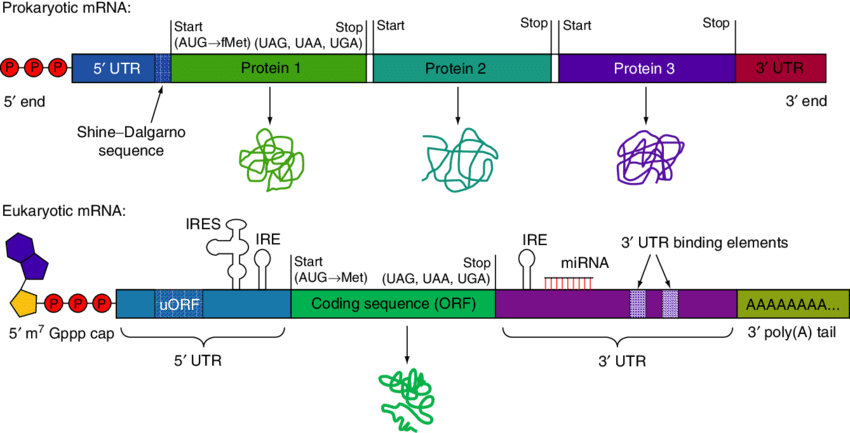 Prokaryotic mRNA:
Start Stop Start Stop Start Stop
(AUG→fMet) (UAG, UAA, UGA)
P P P 5′ UTR Protein 1 Protein 2 Protein 3 3′ UTR
5′ end 3′ end
Shine–Dalgarno
sequence
Eukaryotic mRNA:
IRES
IRE IRE 3′ UTR binding elements
Start Stop miRNA
(AUG→Met) (UAG, UAA, UGA)
P P P uORF Coding sequence (ORF) AAAAAAAA...
5′ m7 Gppp cap 3′ poly(A) tail
5′ UTR 3′ UTR